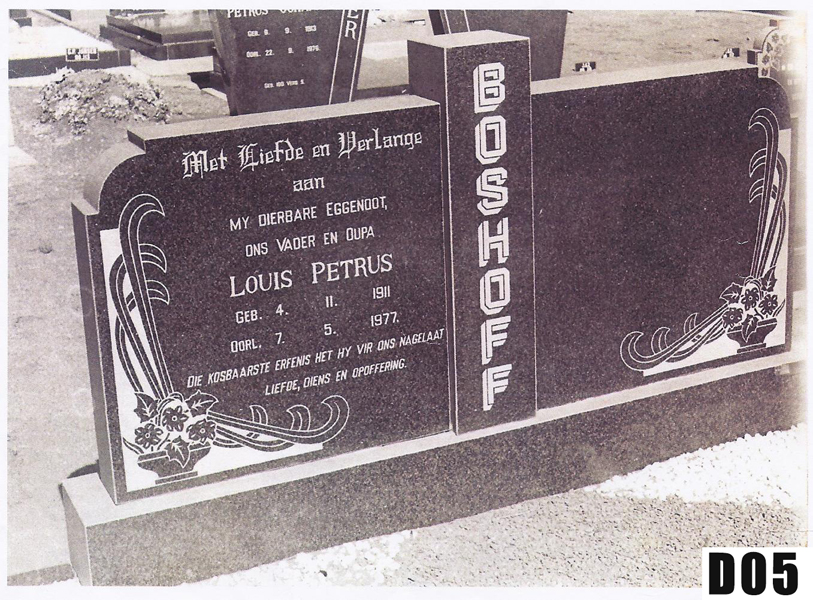 PETRUS
ER
GEB. 6. 9. 1913
OORL. 22. 9. 1976.
Met Liefde en Verlange
aan
MY DIERBARE EGGENOOT,
ONS VADER EN OUPA
LOUIS PETRUS
GEB. 4. 11. 1911
OORL. 7. 5. 1977.
DIE KOSBAARSTE ERFENIS HET HY VIR ONS NAGELAAT
LIEFDE, DIENS EN OPOFFERING.
BOSHOFF
D05